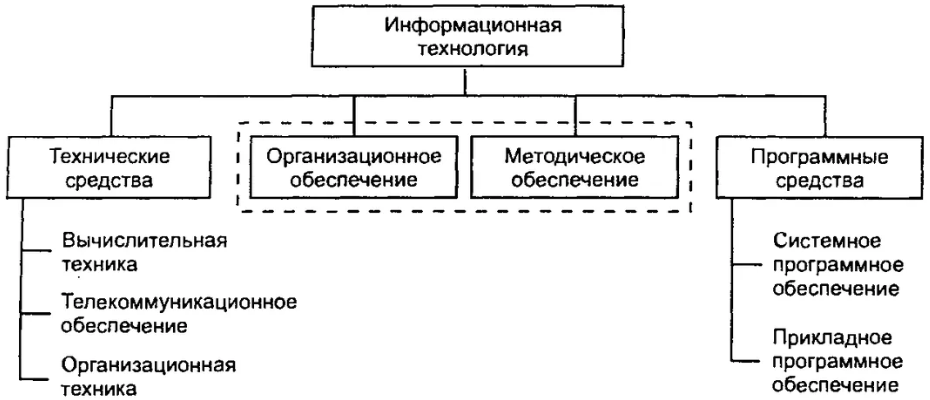 Информационная
технология
Технические
средства
Организационное
обеспечение
Методическое
обеспечение
Программные
средства
Вычислительная
техника
Телекоммуникационное
обеспечение
Организационная
техника
Системное
программное
обеспечение
Прикладное
программное
обеспечение